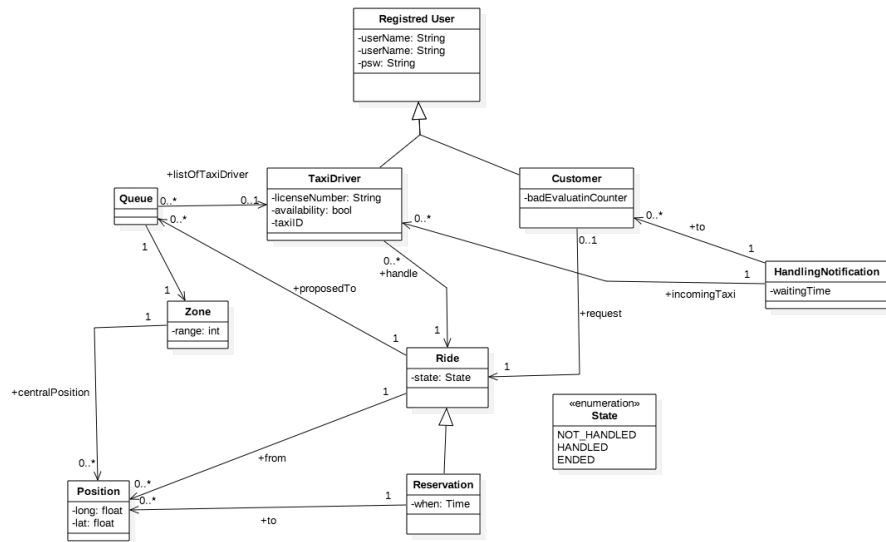 Registred User
-userName: String
-userName: String
-psw: String
+listOfTaxiDriver
TaxiDriver
-licenseNumber: String
-availability: bool
-taxiID
Customer
-badEvaluatinCounter
Queue
0..*
0..1
0..*
0..*
0..*
0..1
+to
1
1
0..*
+handle
HandlingNotification
-waitingTime
1
+proposedTo
1
+incomingTaxi
Zone
-range: int
1
+request
1
1
Ride
-state: State
1
1
+centralPosition
«enumeration»
State
NOT_HANDLED
HANDLED
ENDED
+from
0..*
Position
-long: float
-lat: float
0..*
0..*
1
Reservation
-when: Time
+to